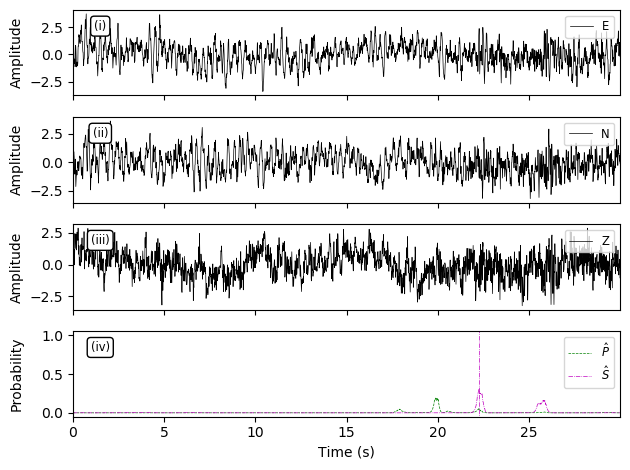 (i)
E
Amplitude
2.5
0.0
−2.5
(ii)
N
Amplitude
2.5
0.0
−2.5
(iii)
Z
Amplitude
2.5
0.0
−2.5
(iv)
P̂
Ŝ
Probability
1.0
0.5
0.0
0 5 10 15 20 25
Time (s)